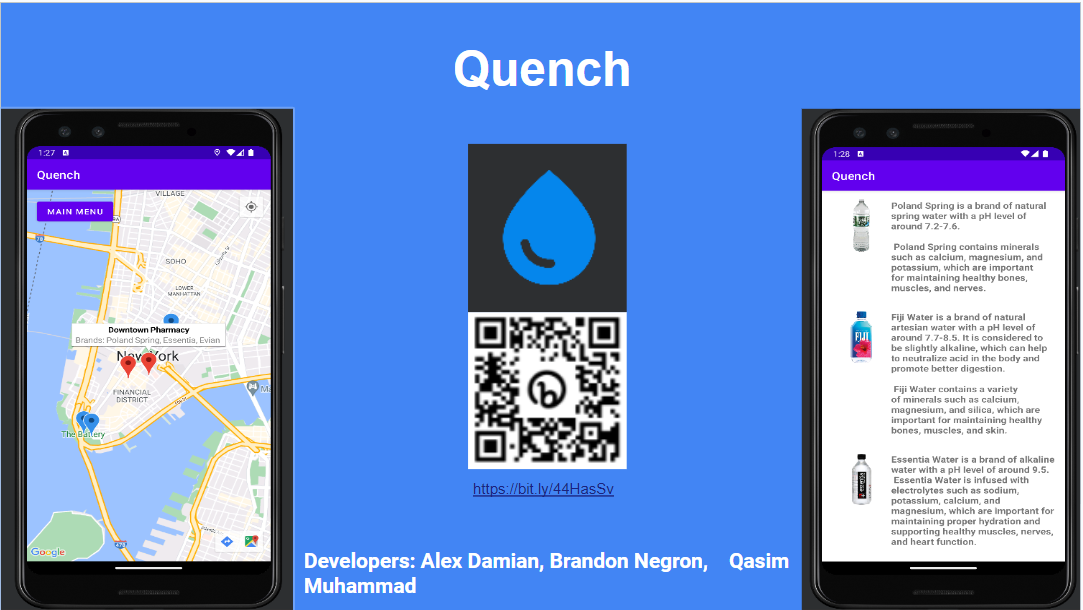 Quench
1:27
Quench
MAIN MENU
VILLAGE
SOHO
LOWER
MANHATTAN
Downtown Pharmacy
Brands: Poland Spring, Essentia, Evian
New York
FINANCIAL
DISTRICT
The Battery
478
Google
https://bit.ly/44HasSv
Developers: Alex Damian, Brandon Negron, Qasim
Muhammad
1:28
Quench
Poland Spring is a brand of natural
spring water with a pH level of
around 7.2-7.6.
Poland Spring contains minerals
such as calcium, magnesium, and
potassium, which are important
for maintaining healthy bones,
muscles, and nerves.
FIJI
Fiji Water is a brand of natural
artesian water with a pH level of
around 7.7-8.5. It is considered to
be slightly alkaline, which can help
to neutralize acid in the body and
promote better digestion.
Fiji Water contains a variety
of minerals such as calcium,
magnesium, and silica, which are
important for maintaining healthy
bones, muscles, and skin.
Essentia Water is a brand of alkaline
water with a pH level of around 9.5.
Essentia Water is infused with
electrolytes such as sodium,
potassium, calcium, and
magnesium, which are important for
maintaining proper hydration and
supporting healthy muscles, nerves,
and heart function.